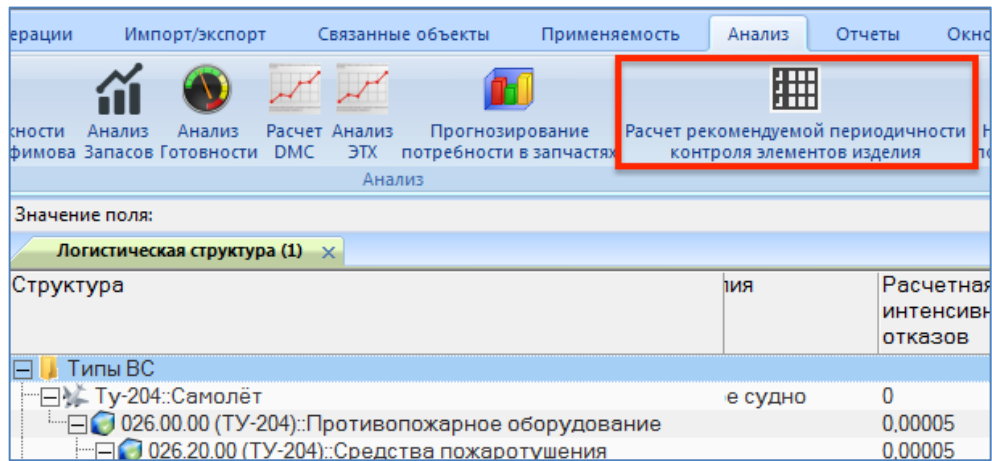 ерации Импорт/экспорт Связанные объекты Применяемость Анализ Отчеты Окно
Анализ Анализ Расчет Анализ Прогнозирование Расчет рекомендуемой периодичности
фимова Запасов Готовности DMC ЭТХ потребности в запчастях контроля элементов изделия
Анализ
Значение поля:
Логистическая структура (1)
Структура ия Расчетная
интенсивн
отказов
Типы ВС
Ту-204::Самолёт е судно 0
026.00.00 (ТУ-204)::Противопожарное оборудование 0,00005
026.20.00 (ТУ-204)::Средства пожаротушения 0,00005